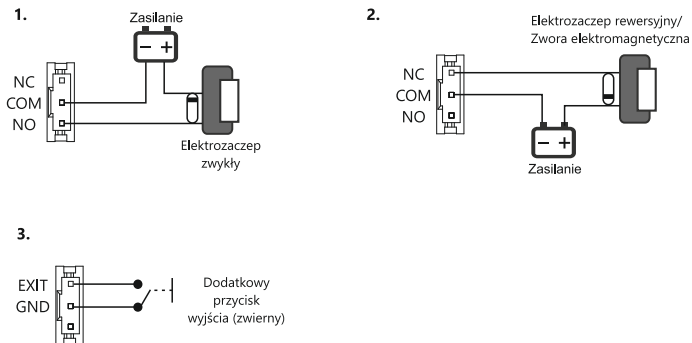 1.
Zasilanie
− +
NC
COM
NO
Elektrozaczep
zwykły
2.
Elektrozaczep rewersyjny/
Zwora elektromagnetyczna
NC
COM
NO
− +
Zasilanie
3.
EXIT
GND
Dodatkowy
przycisk
wyjścia (zwierny)